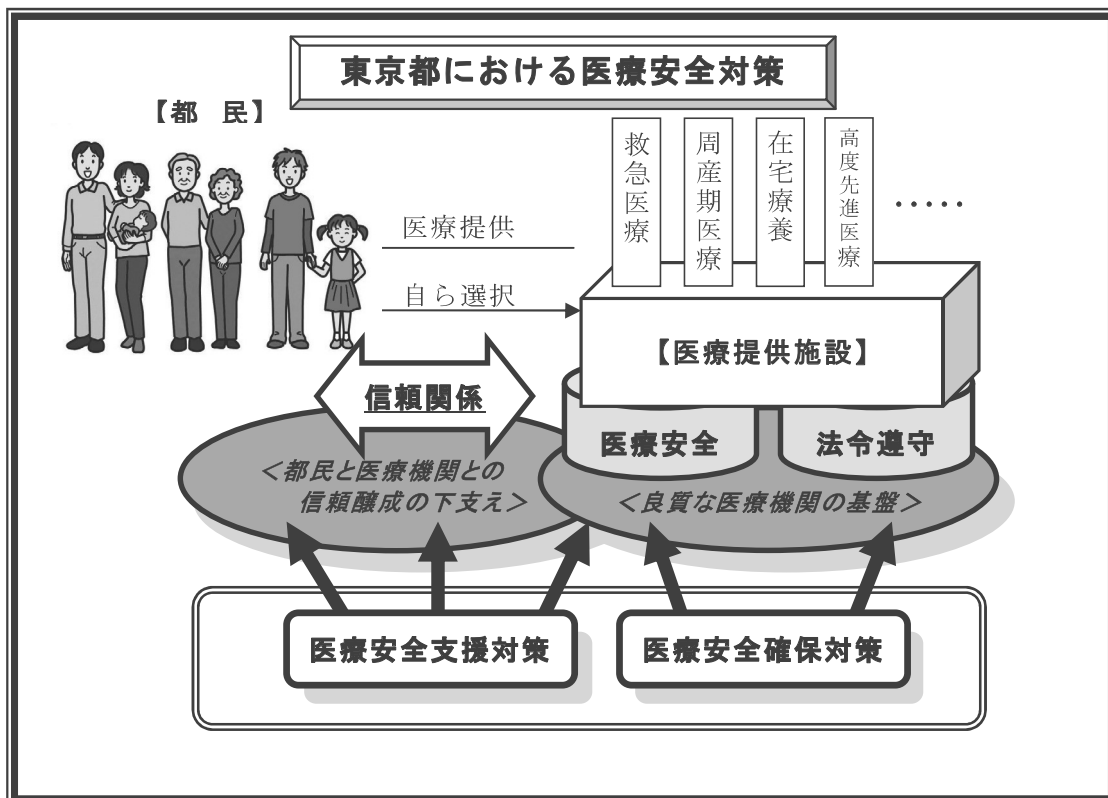 東京都における医療安全対策
【都 民】
救急医療
周産期医療
在宅療養
高度先進医療
・・・・・
医療提供
自ら選択
【医療提供施設】
信頼関係
医療安全
法令遵守
＜都民と医療機関との
信頼醸成の下支え＞
＜良質な医療機関の基盤＞
医療安全支援対策
医療安全確保対策